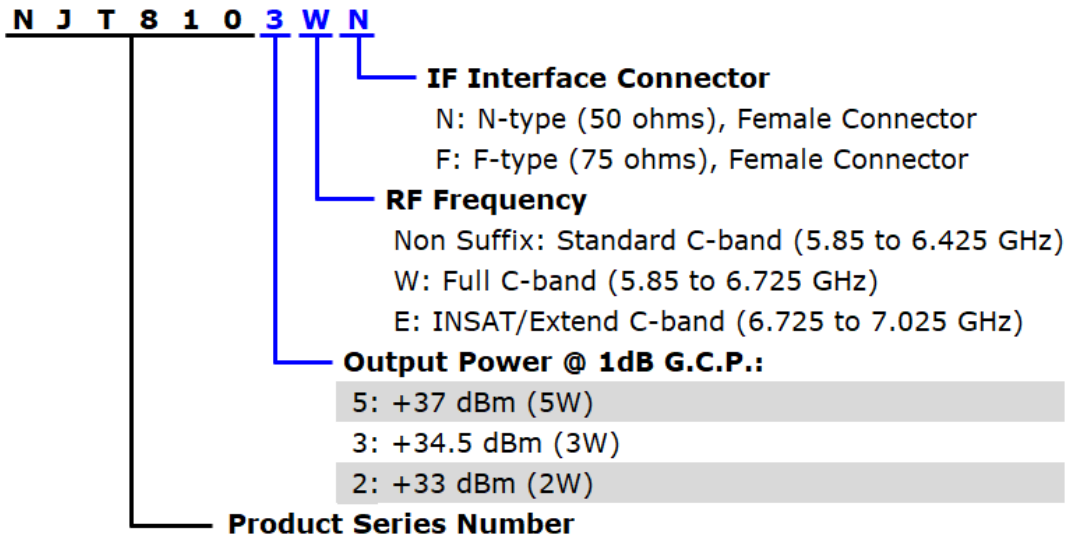 N J T 8 1 0 3 W N
IF Interface Connector
N: N-type (50 ohms), Female Connector
F: F-type (75 ohms), Female Connector
RF Frequency
Non Suffix: Standard C-band (5.85 to 6.425 GHz)
W: Full C-band (5.85 to 6.725 GHz)
E: INSAT/Extend C-band (6.725 to 7.025 GHz)
Output Power @ 1dB G.C.P.:
5: +37 dBm (5W)
3: +34.5 dBm (3W)
2: +33 dBm (2W)
Product Series Number